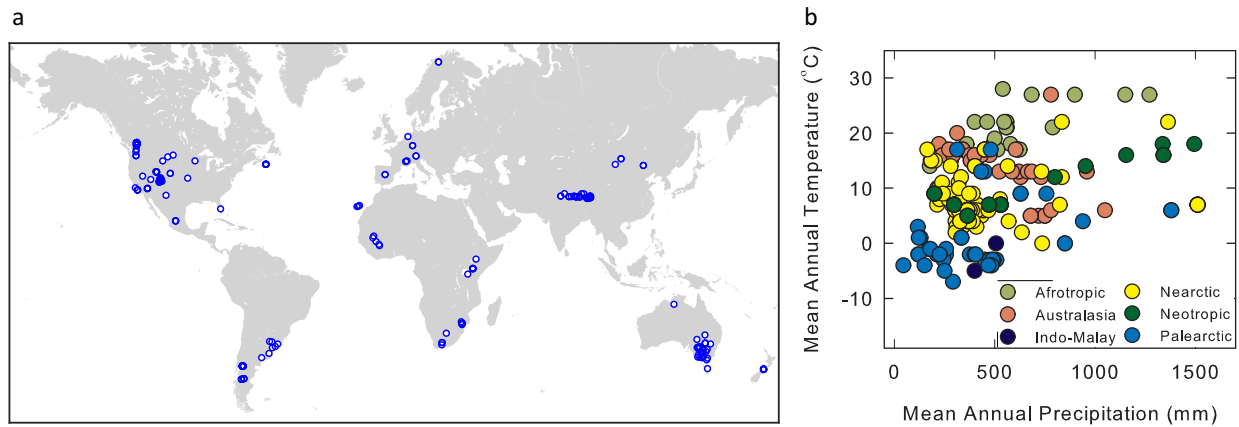 a
b
Mean Annual Temperature (°C)
30
20
10
0
-10
Afrotropic
Nearctic
Australasia
Neotropic
Indo-Malay
Palearctic
0 500 1000 1500
Mean Annual Precipitation (mm)